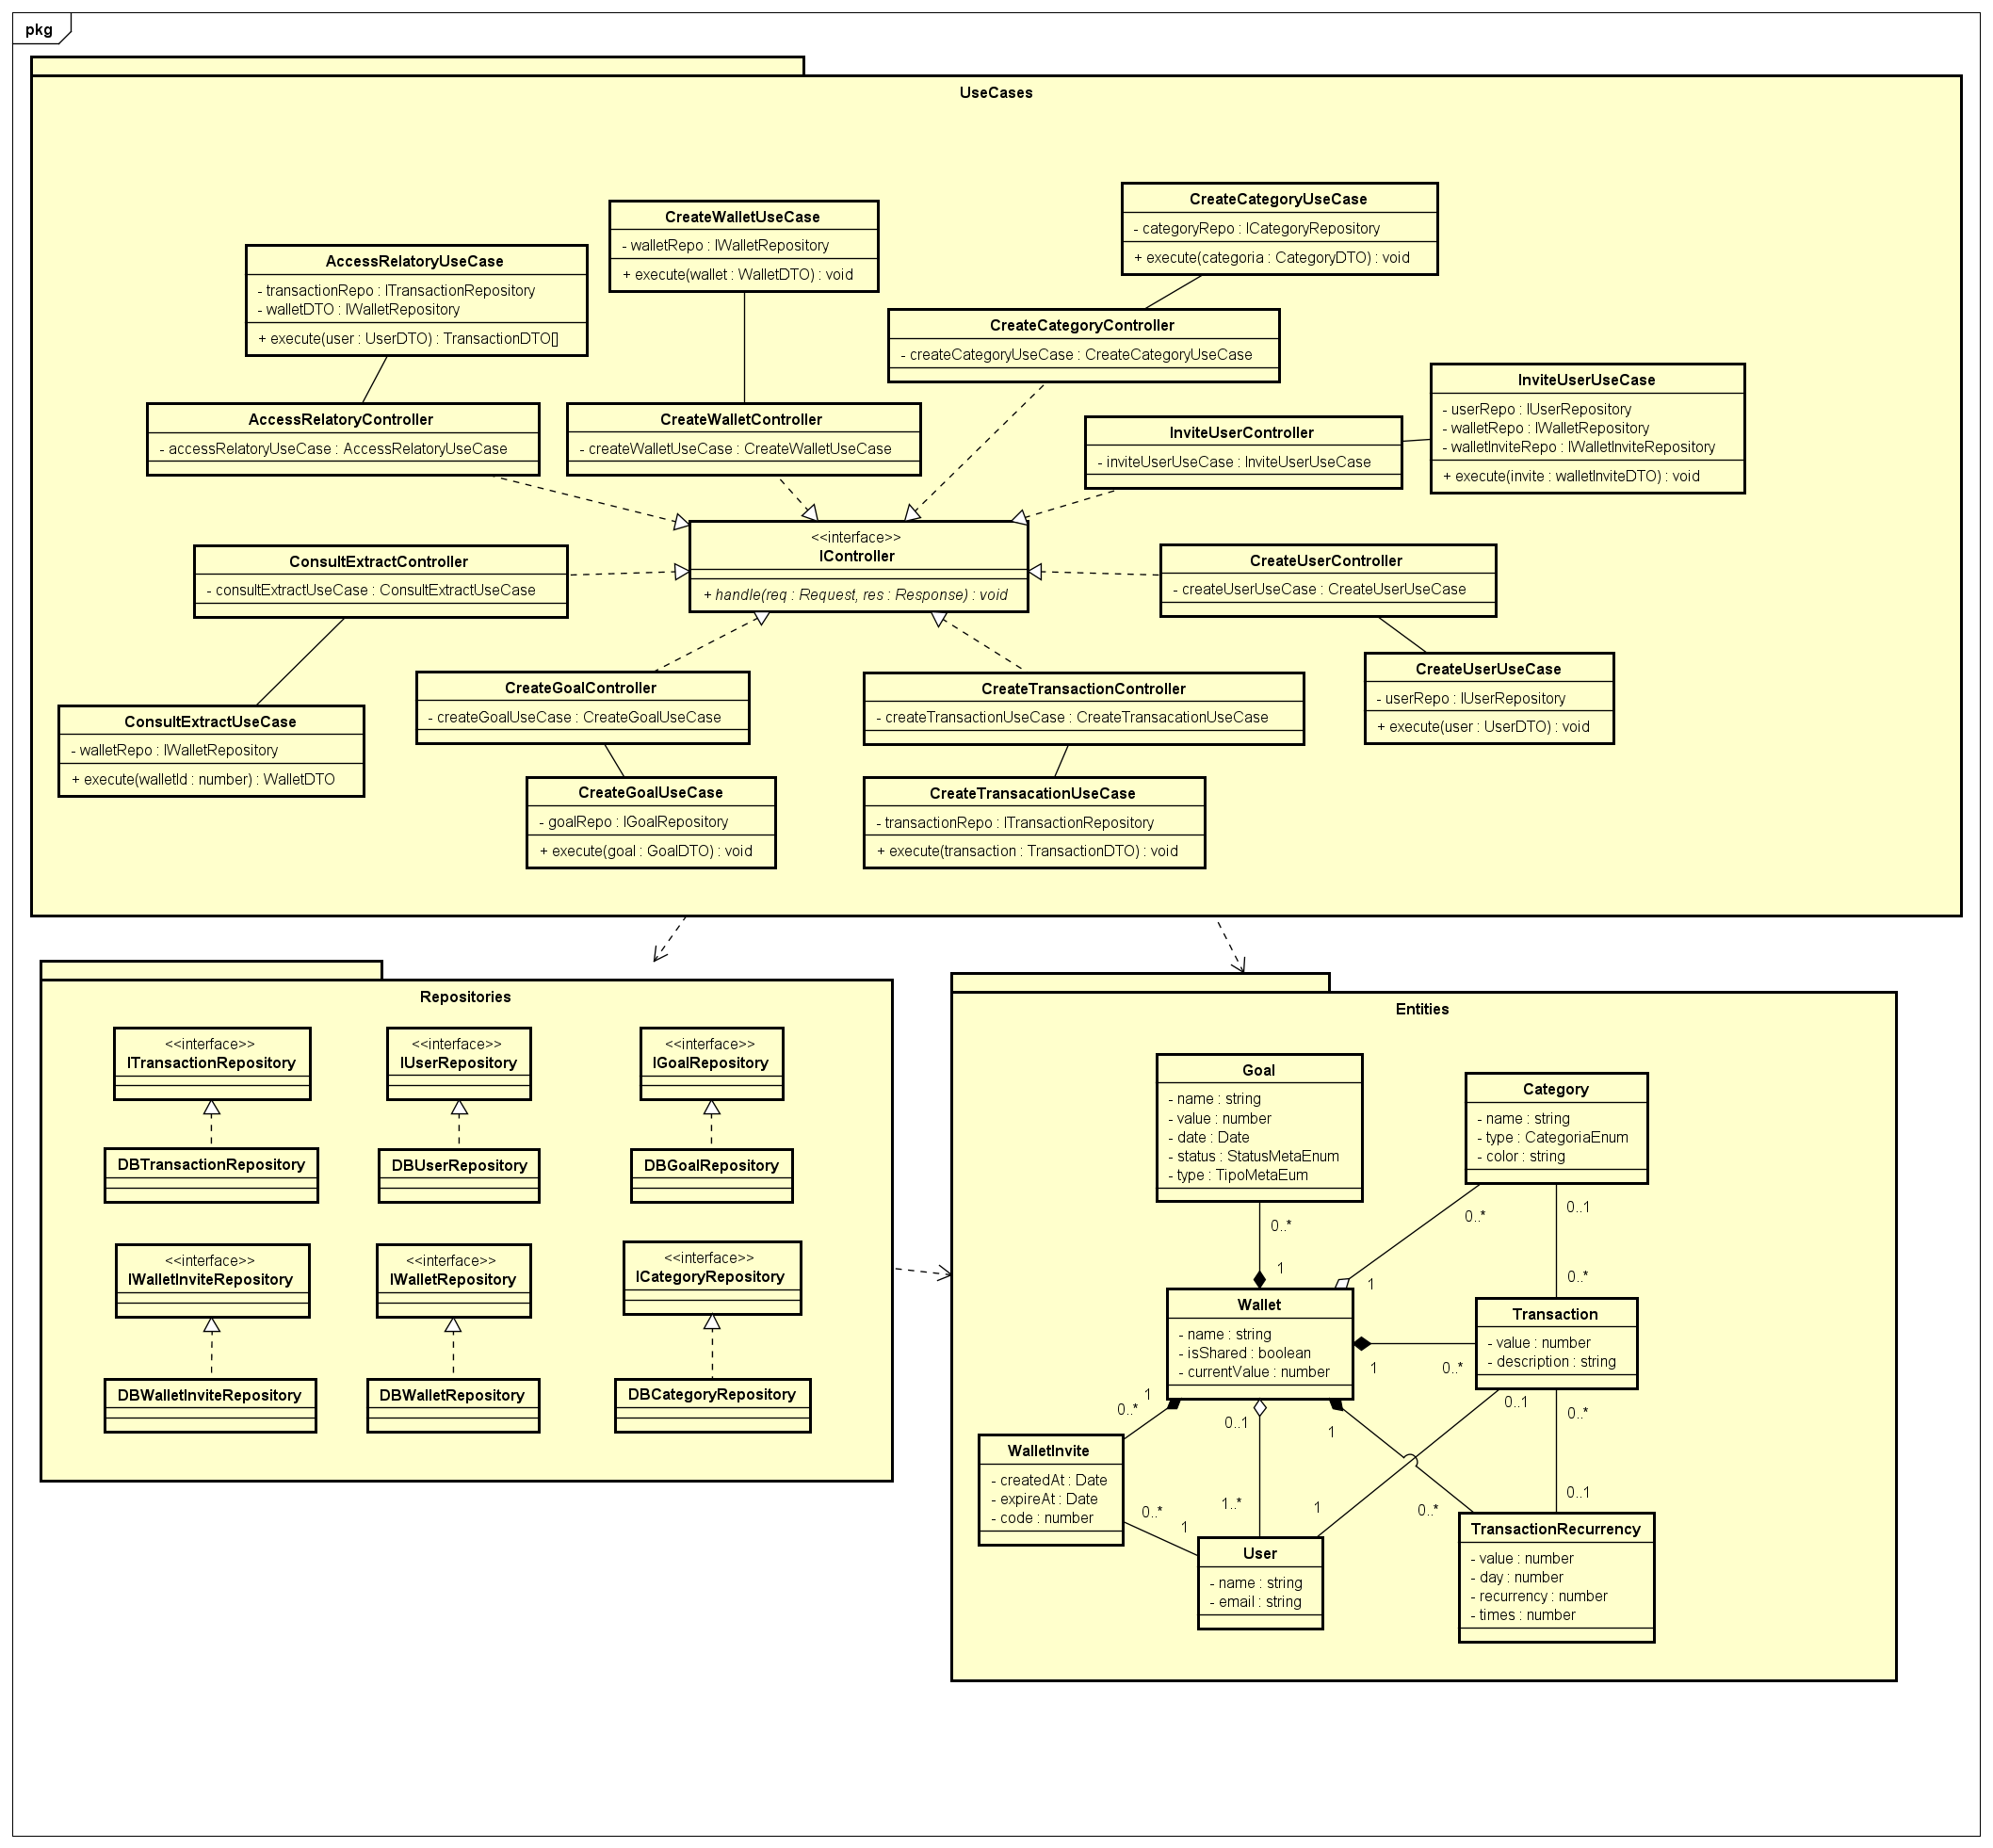 pkg
UseCases
CreateCategoryUseCase
- categoryRepo : ICategoryRepository
+ execute(categoria : CategoryDTO) : void
CreateWalletUseCase
- walletRepo : IWalletRepository
+ execute(wallet : WalletDTO) : void
AccessRelatoryUseCase
- transactionRepo : ITransactionRepository
- walletDTO : IWalletRepository
+ execute(user : UserDTO) : TransactionDTO[]
CreateCategoryController
- createCategoryUseCase : CreateCategoryUseCase
InviteUserUseCase
- userRepo : IUserRepository
- walletRepo : IWalletRepository
- walletInviteRepo : IWalletInviteRepository
+ execute(invite : walletInviteDTO) : void
AccessRelatoryController
- accessRelatoryUseCase : AccessRelatoryUseCase
CreateWalletController
- createWalletUseCase : CreateWalletUseCase
InviteUserController
- inviteUserUseCase : InviteUserUseCase
<<interface>>
IController
+ handle(req : Request, res : Response) : void
ConsultExtractController
- consultExtractUseCase : ConsultExtractUseCase
CreateUserController
- createUserUseCase : CreateUserUseCase
CreateUserUseCase
- userRepo : IUserRepository
+ execute(user : UserDTO) : void
CreateGoalController
- createGoalUseCase : CreateGoalUseCase
CreateTransactionController
- createTransactionUseCase : CreateTransacationUseCase
ConsultExtractUseCase
- walletRepo : IWalletRepository
+ execute(walletId : number) : WalletDTO
CreateGoalUseCase
- goalRepo : IGoalRepository
+ execute(goal : GoalDTO) : void
CreateTransacationUseCase
- transactionRepo : ITransactionRepository
+ execute(transaction : TransactionDTO) : void
Repositories
<<interface>>
ITransactionRepository
<<interface>>
IUserRepository
<<interface>>
IGoalRepository
DBTransactionRepository
DBUserRepository
DBGoalRepository
<<interface>>
IWalletInviteRepository
<<interface>>
IWalletRepository
<<interface>>
ICategoryRepository
DBWalletInviteRepository
DBWalletRepository
DBCategoryRepository
Entities
Goal
- name : string
- value : number
- date : Date
- status : StatusMetaEnum
- type : TipoMetaEum
Category
- name : string
- type : CategoriaEnum
- color : string
0..*
1
0..*
1
0..1
0..*
Wallet
- name : string
- isShared : boolean
- currentValue : number
Transaction
- value : number
- description : string
1
0..*
1
0..*
0..1
1..*
1
0..*
0..1
1
0..*
0..1
WalletInvite
- createdAt : Date
- expireAt : Date
- code : number
0..*
1
User
- name : string
- email : string
TransactionRecurrency
- value : number
- day : number
- recurrency : number
- times : number